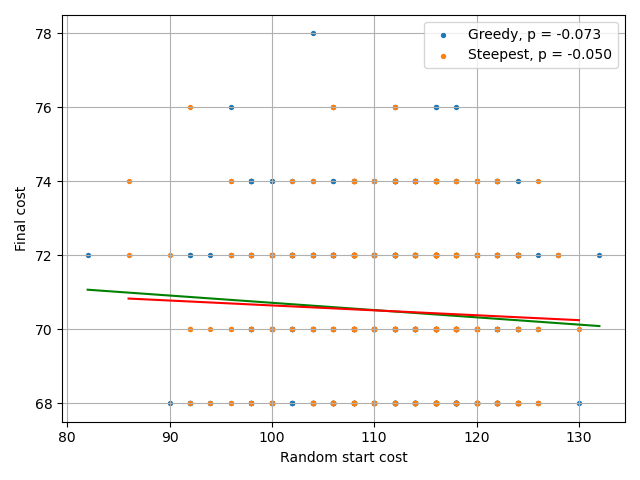 Greedy, p = -0.073
Steepest, p = -0.050
78
76
74
72
70
68
Final cost
80 90 100 110 120 130
Random start cost